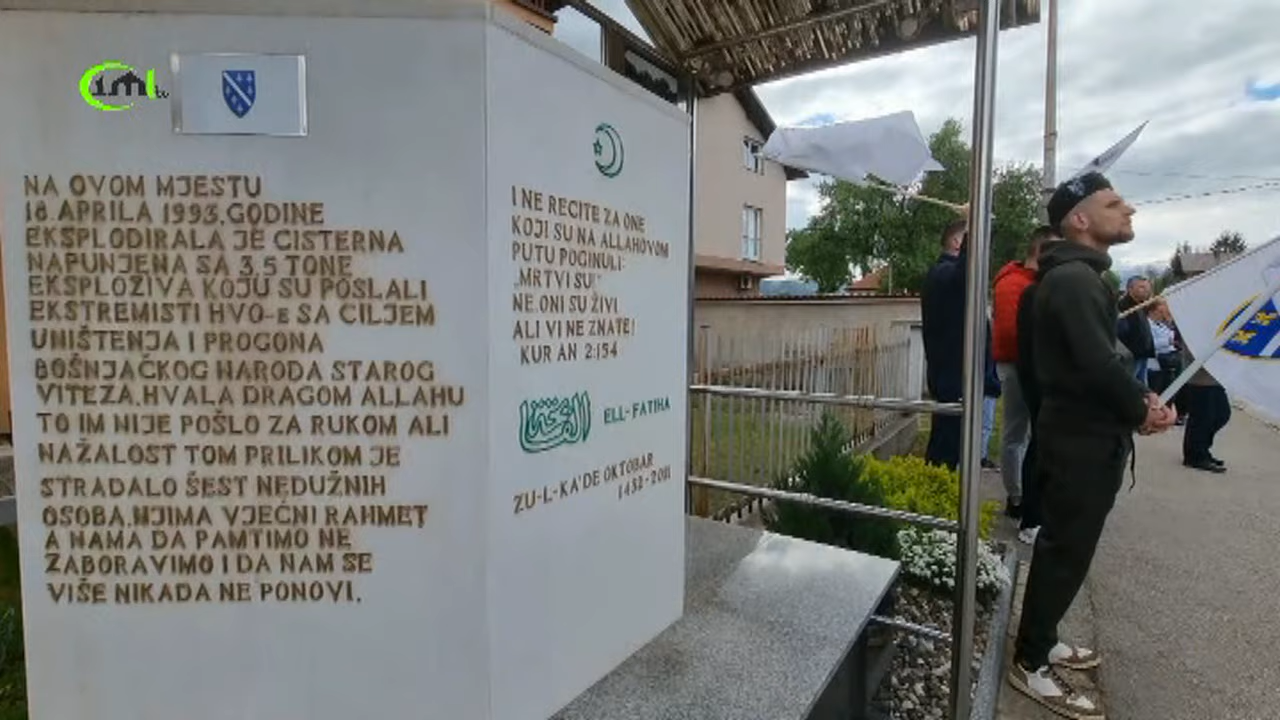 iml tv
NA OVOM MJESTU
18.APRILA 1993.GODINE
EKSPLODIRALA JE CISTERNA
NAPUNJENA SA 3,5 TONE
EKSPLOZIVA KOJU SU POSLALI
EKSTREMISTI HVO-E SA CILJEM
UNIŠTENJA I PROGONA
BOŠNJAČKOG NARODA STAROG
VITEZA.HVALA DRAGOM ALLAHU
TO IM NIJE POŠLO ZA RUKOM ALI
NAŽALOST TOM PRILIKOM JE
STRADALO ŠEST NEDUŽNIH
OSOBA.NJIMA VJEČNI RAHMET
A NAMA DA PAMTIMO NE
ZABORAVIMO I DA NAM SE
VIŠE NIKADA NE PONOVI.
I NE RECITE ZA ONE
KOJI SU NA ALLAHOVOM
PUTU POGINULI:
„MRTVI SU!"
NE ONI SU ŽIVI
ALI VI NE ZNATE!
KUR AN 2:154
الفاتحة
ELL-FATIHA
ZU-L-KA'DE OKTOBAR
1432-2011